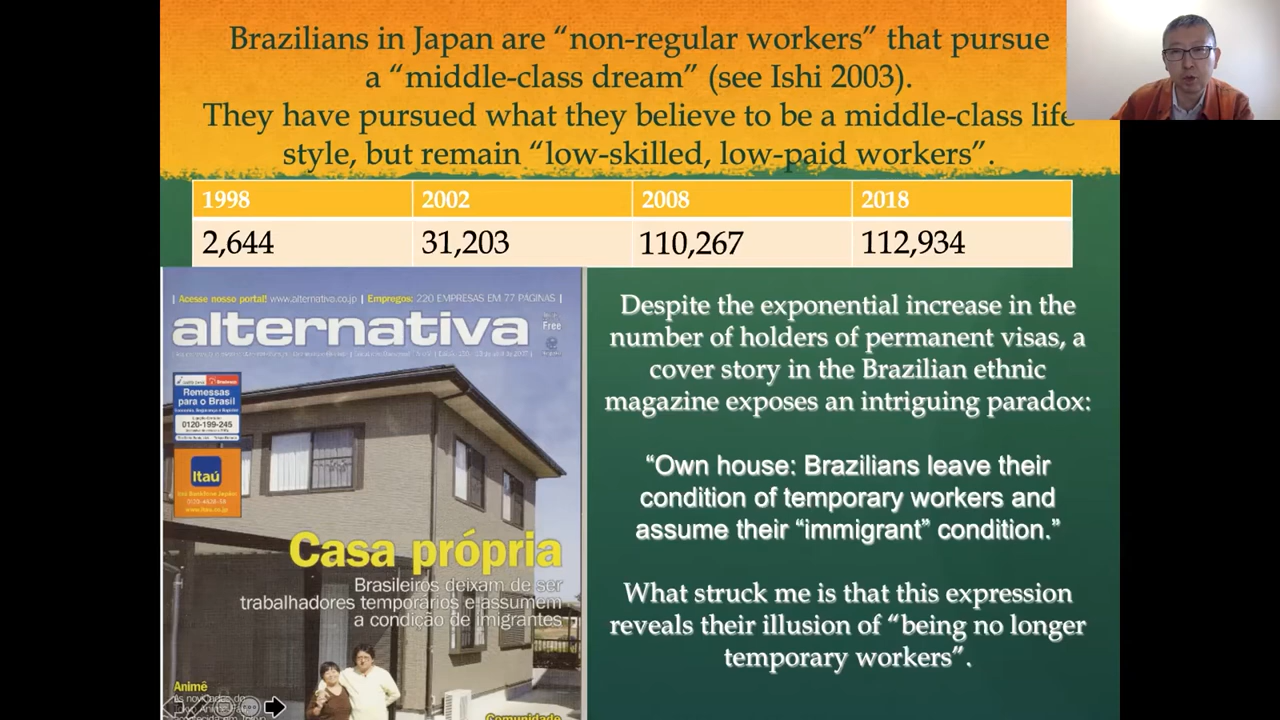 Brazilians in Japan are “non-regular workers” that pursue
a “middle-class dream” (see Ishi 2003).
They have pursued what they believe to be a middle-class life
style, but remain “low-skilled, low-paid workers”.
1998 2002 2008 2018
2,644 31,203 110,267 112,934
| Acesse nosso portal! www.alternativa.co.jp | Empregos: 220 EMPRESAS EM 77 PÁGINAS |
alternativa
Free
Remessas
para o Brasil
0120-199-245
Itaú
www.itau.co.jp
Casa própria
Brasileiros deixam de ser
trabalhadores temporários e assumem
a condição de imigrantes
Animê
Comunidade
Despite the exponential increase in the
number of holders of permanent visas, a
cover story in the Brazilian ethnic
magazine exposes an intriguing paradox:
“Own house: Brazilians leave their
condition of temporary workers and
assume their “immigrant” condition.”
What struck me is that this expression
reveals their illusion of “being no longer
temporary workers”.